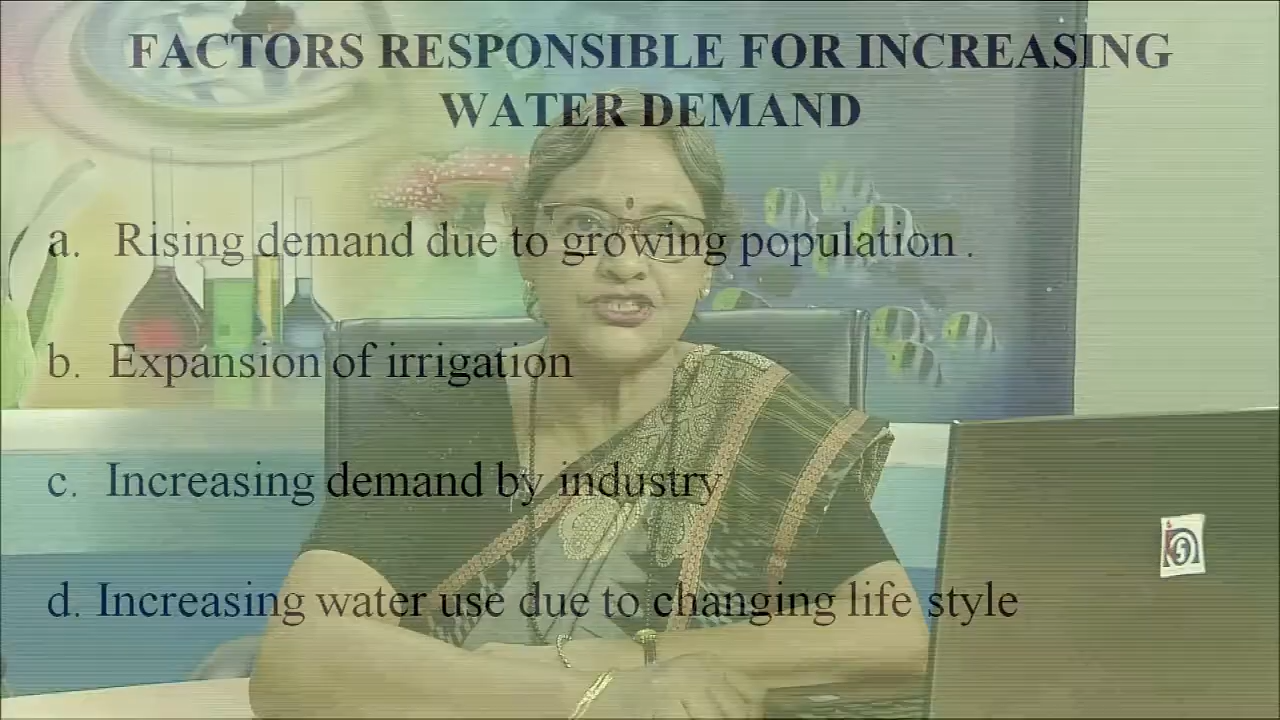 FACTORS RESPONSIBLE FOR INCREASING
WATER DEMAND
a. Rising demand due to growing population .
b. Expansion of irrigation
c. Increasing demand by industry
d. Increasing water use due to changing life style